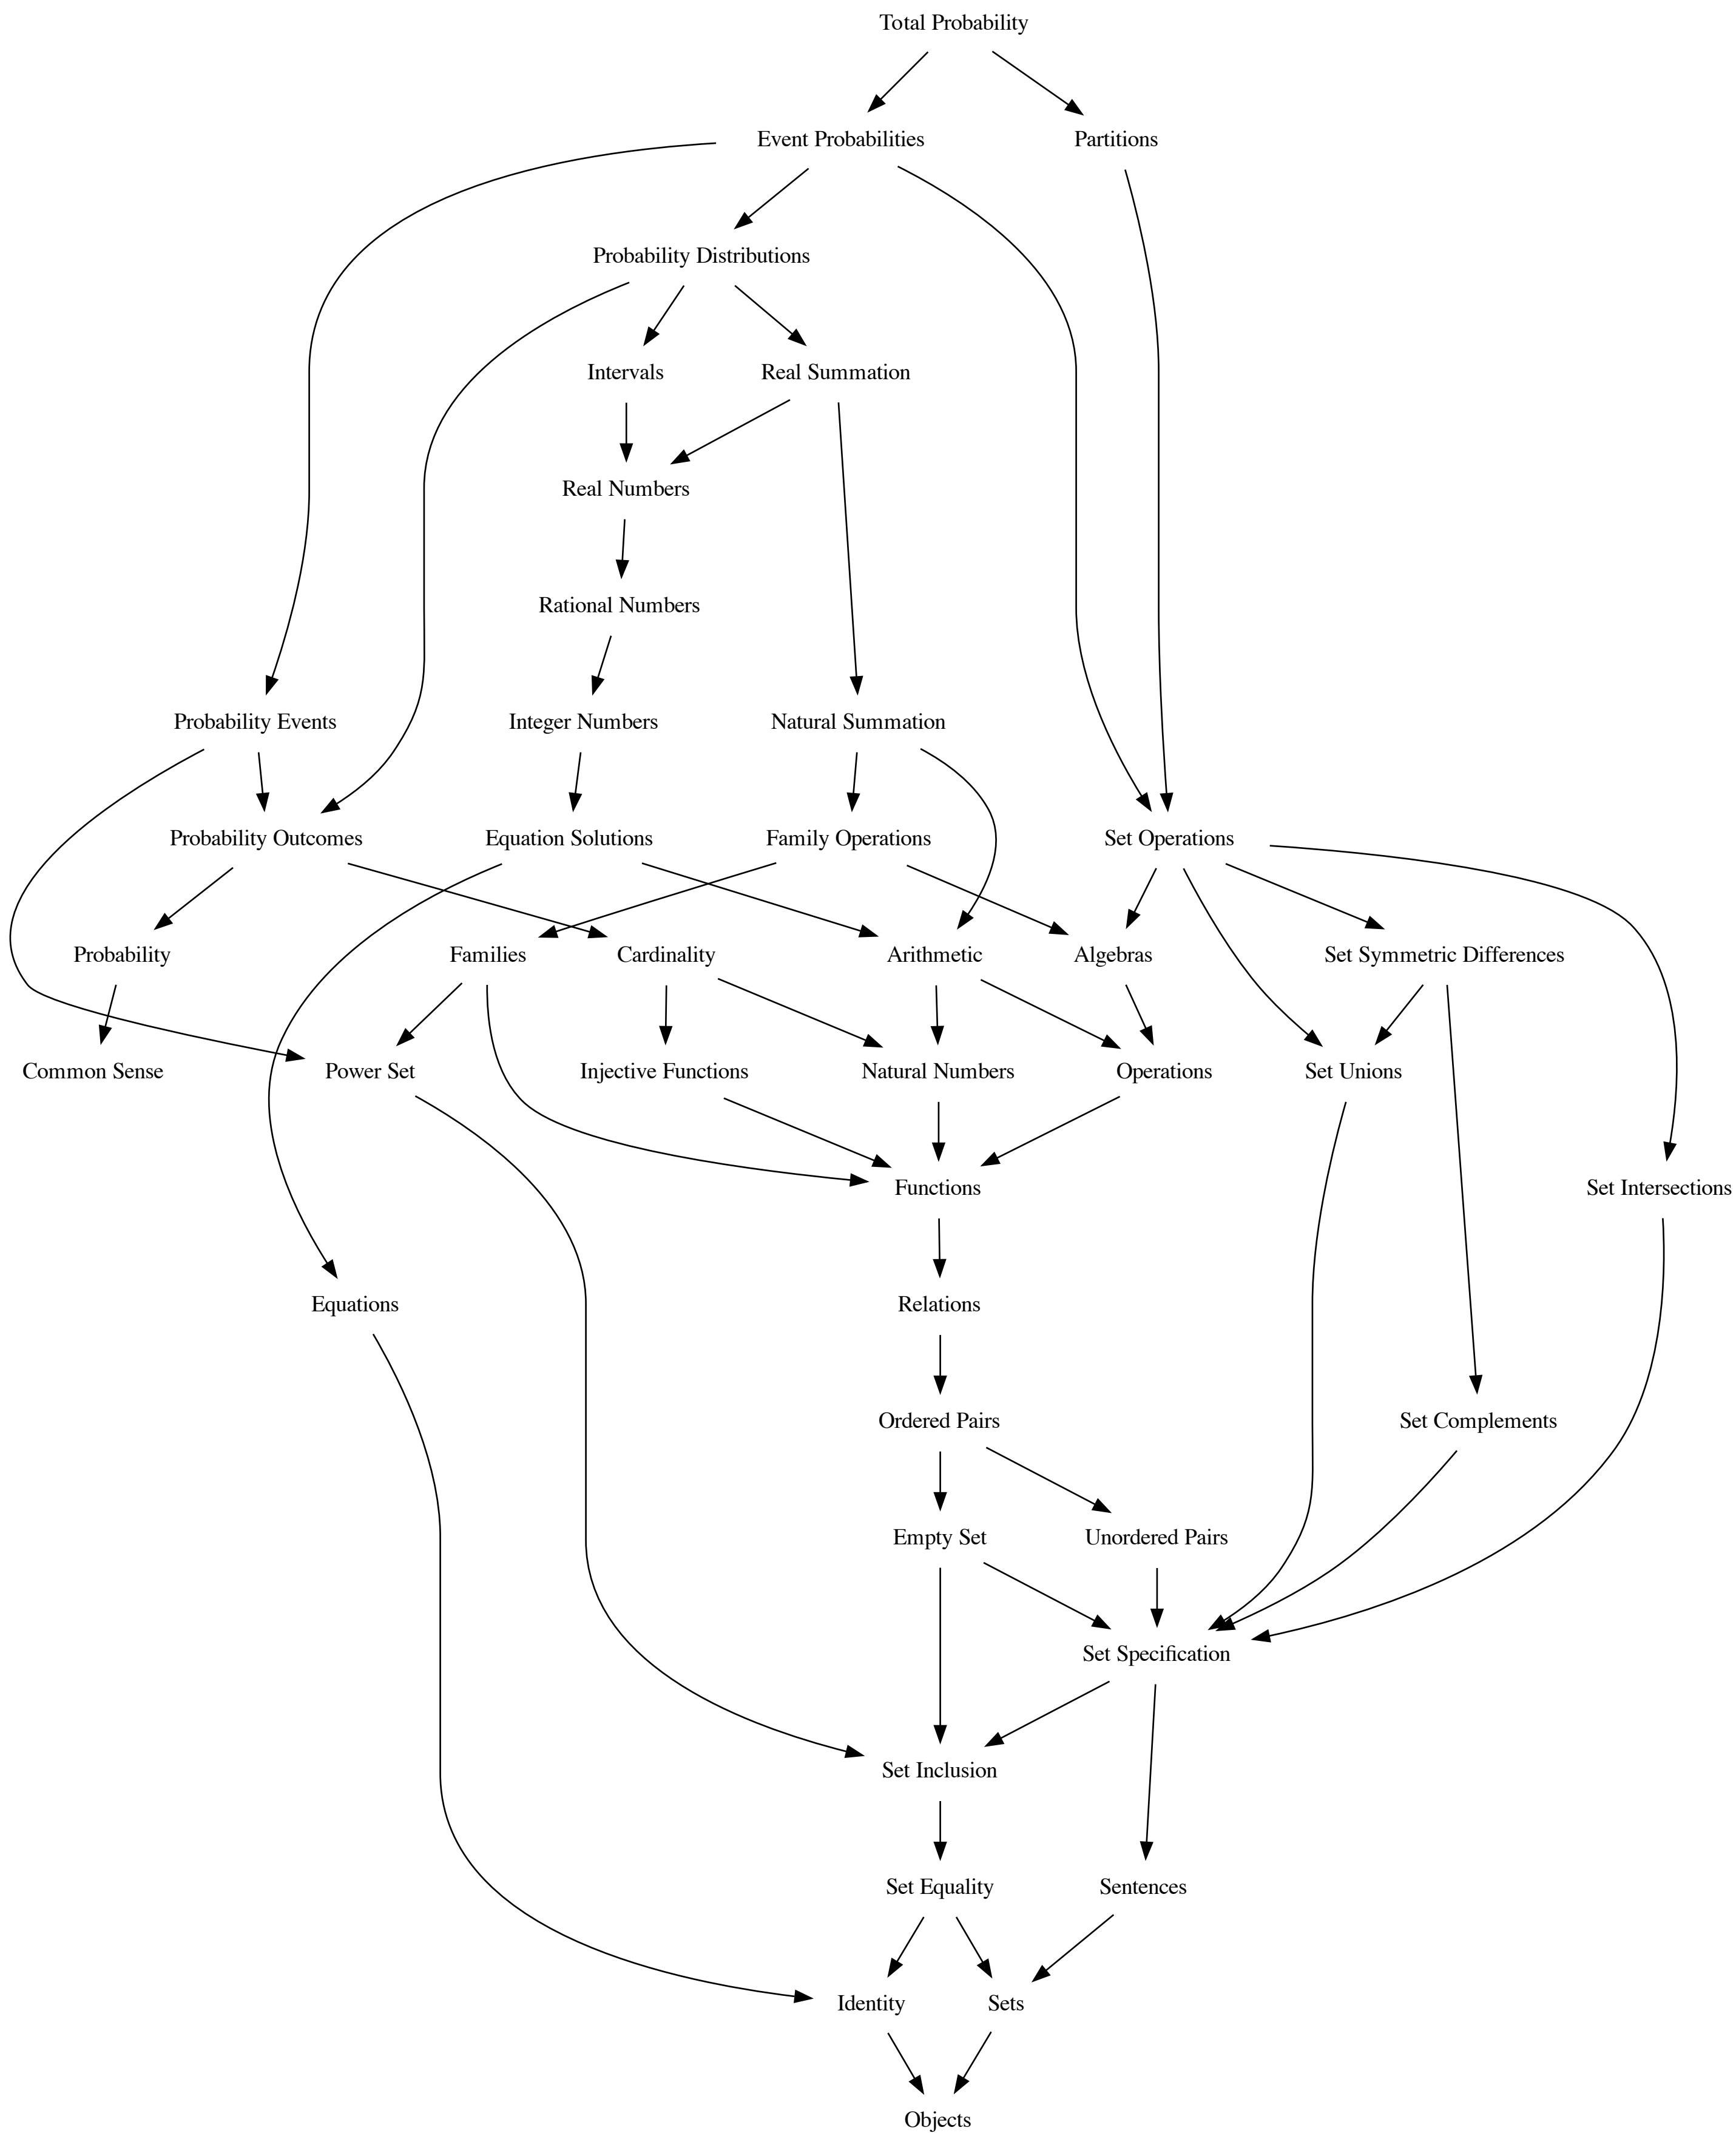 Total Probability
Event Probabilities
Partitions
Probability Distributions
Intervals
Real Summation
Real Numbers
Rational Numbers
Probability Events
Integer Numbers
Natural Summation
Probability Outcomes
Equation Solutions
Family Operations
Set Operations
Probability
Families
Cardinality
Arithmetic
Algebras
Set Symmetric Differences
Common Sense
Power Set
Injective Functions
Natural Numbers
Operations
Set Unions
Functions
Set Intersections
Equations
Relations
Ordered Pairs
Set Complements
Empty Set
Unordered Pairs
Set Specification
Set Inclusion
Set Equality
Sentences
Identity
Sets
Objects